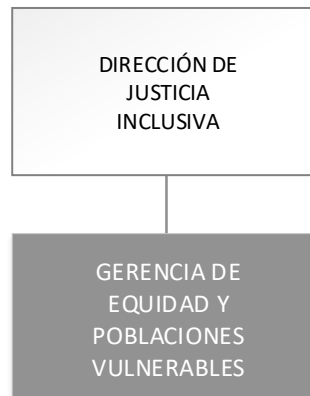 DIRECCIÓN DE
JUSTICIA
INCLUSIVA
GERENCIA DE
EQUIDAD Y
POBLACIONES
VULNERABLES